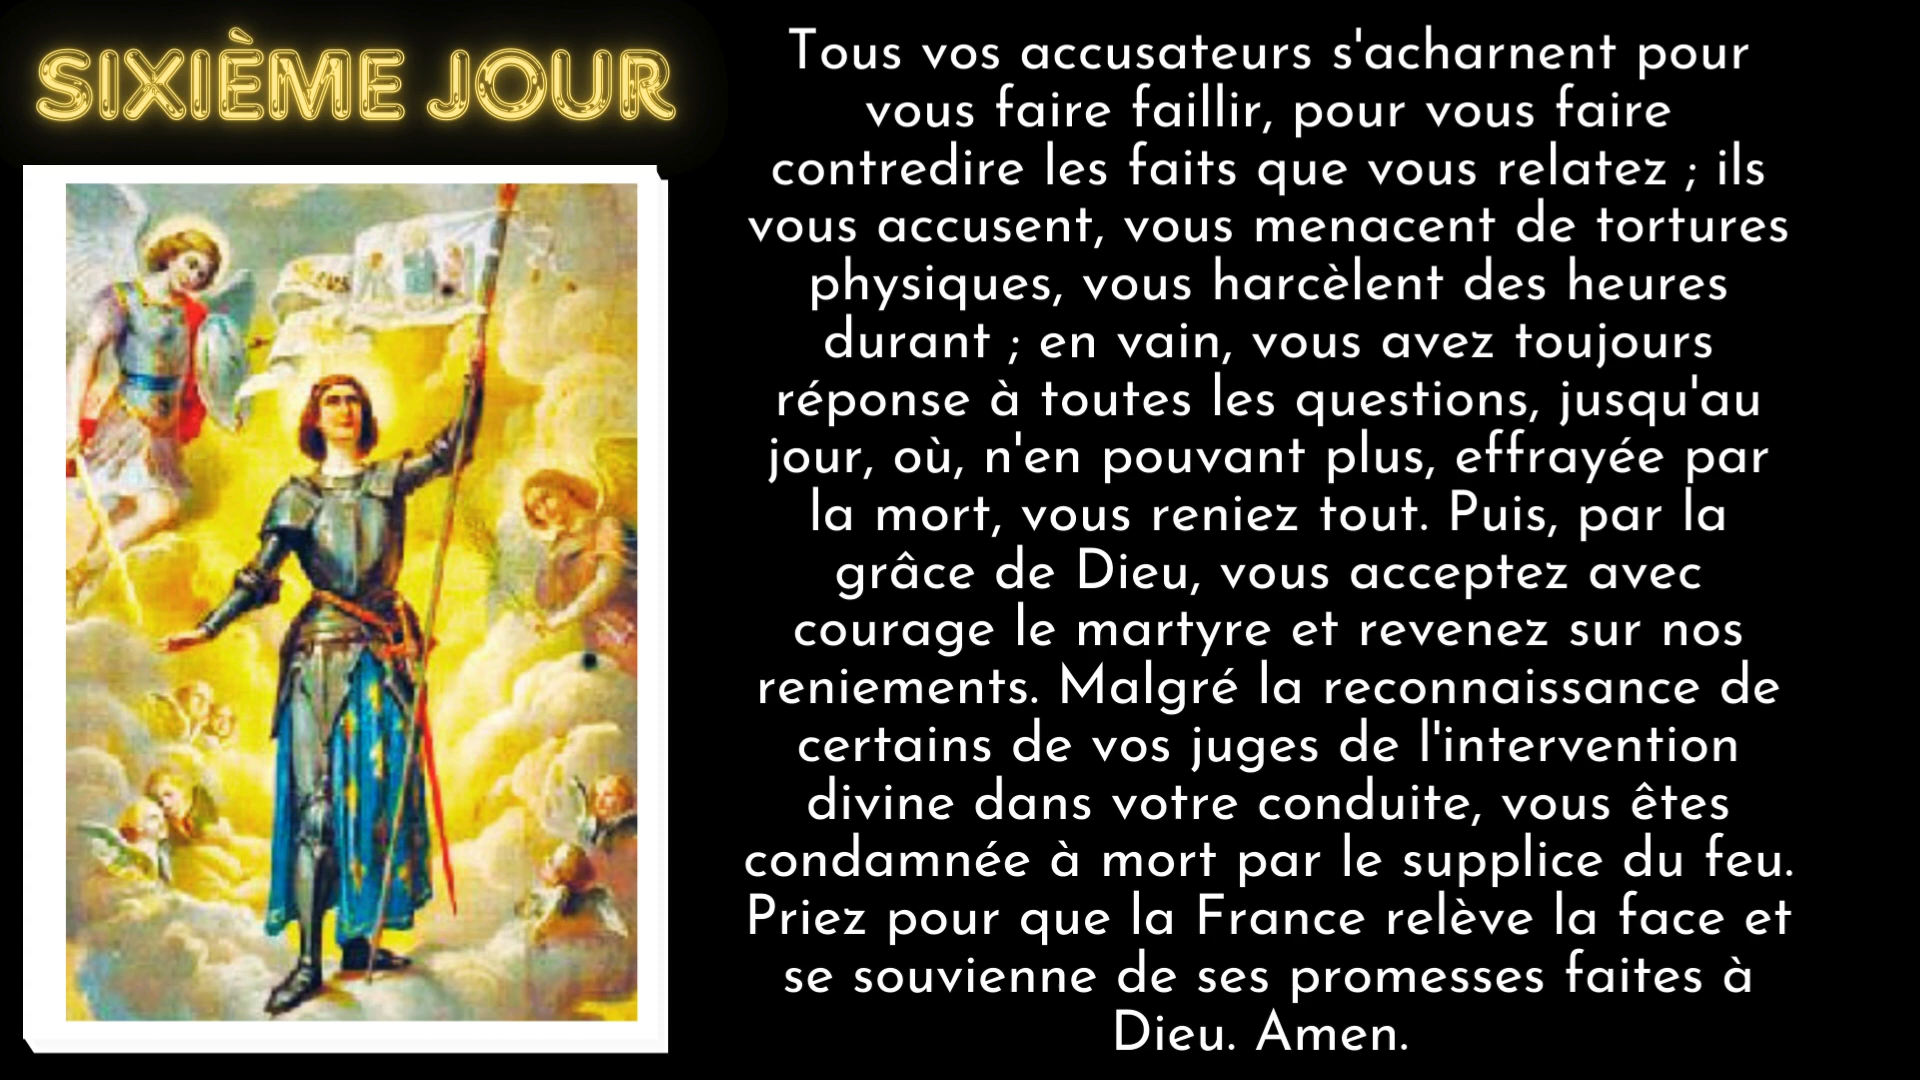 SIXIÈME JOUR
Tous vos accusateurs s'acharnent pour
vous faire faillir, pour vous faire
contredire les faits que vous relatez ; ils
vous accusent, vous menacent de tortures
physiques, vous harcèlent des heures
durant ; en vain, vous avez toujours
réponse à toutes les questions, jusqu'au
jour, où, n'en pouvant plus, effrayée par
la mort, vous reniez tout. Puis, par la
grâce de Dieu, vous acceptez avec
courage le martyre et revenez sur nos
reniements. Malgré la reconnaissance de
certains de vos juges de l'intervention
divine dans votre conduite, vous êtes
condamnée à mort par le supplice du feu.
Priez pour que la France relève la face et
se souvienne de ses promesses faites à
Dieu. Amen.